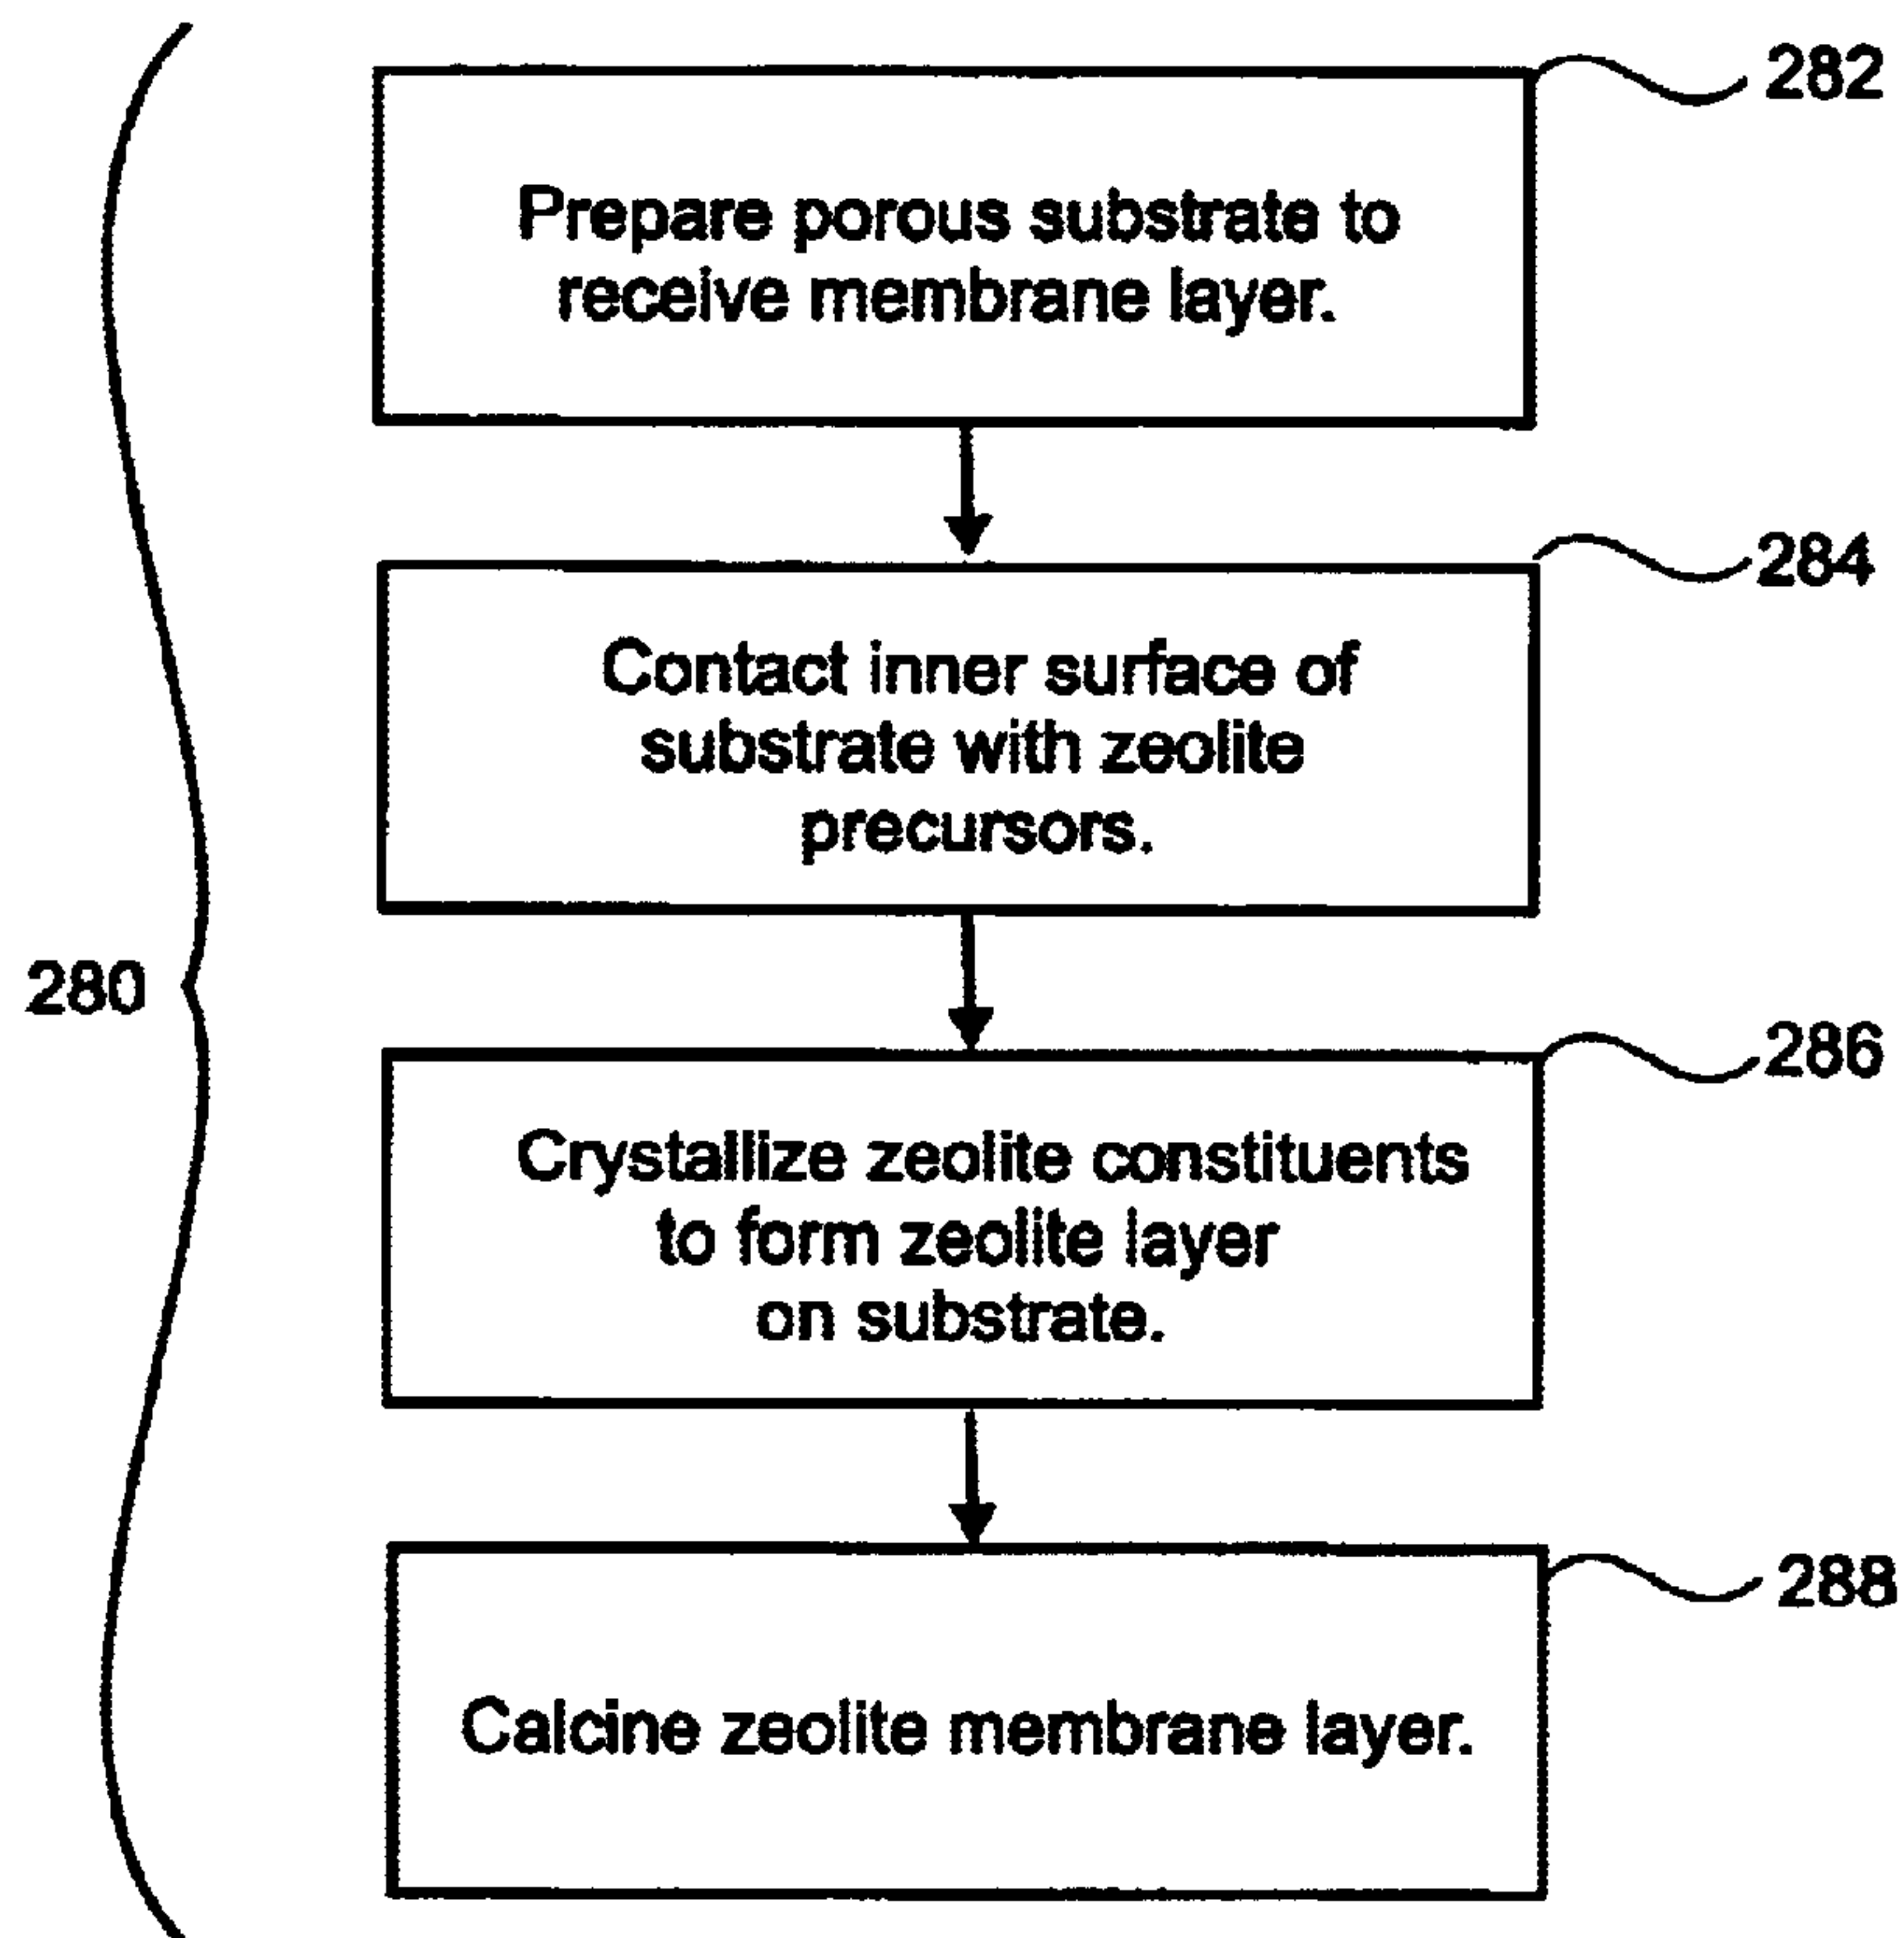 282
Prepare porous substrate to
receive membrane layer.
284
Contact inner surface of
substrate with zeolite
precursors.
280
286
Crystallize zeolite constituents
to form zeolite layer
on substrate.
288
Calcine zeolite membrane layer.